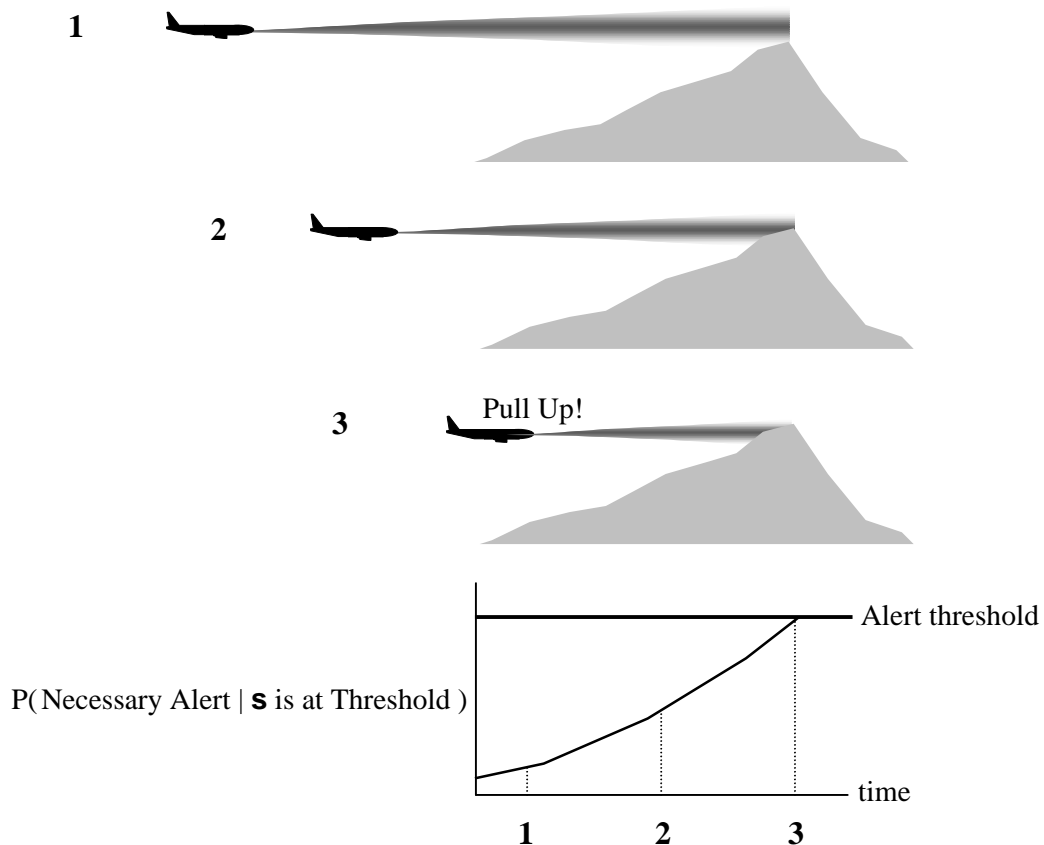 1
2
3
Pull Up!
Alert threshold
P( Necessary Alert | s is at Threshold )
time
1 2 3